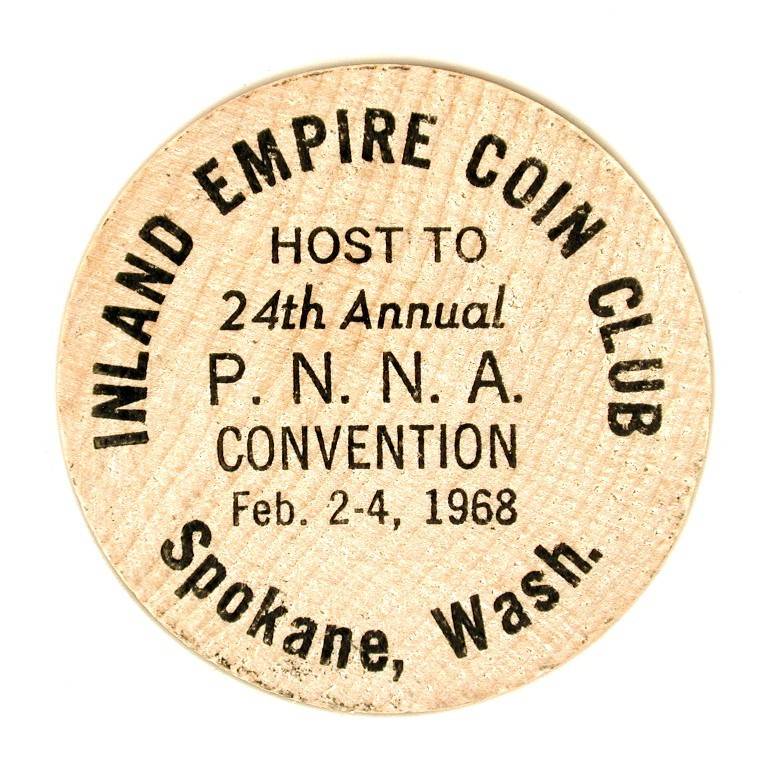 INLAND EMPIRE COIN CLUB
HOST TO
24th Annual
P. N. N. A.
CONVENTION
Feb. 2-4, 1968
Spokane, Wash.